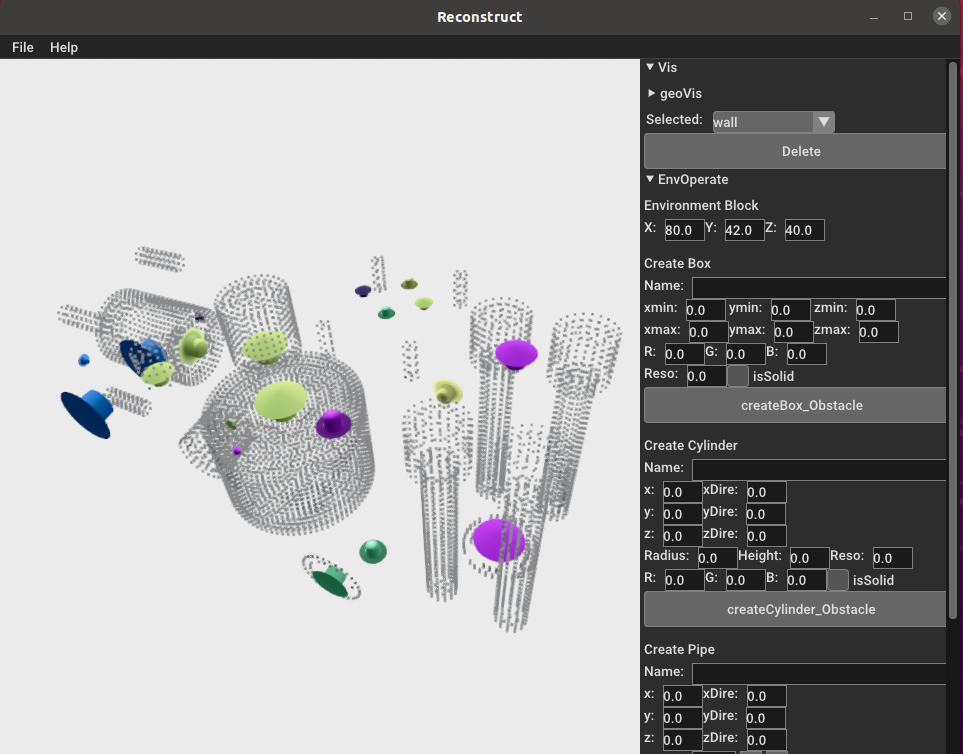 Reconstruct
File Help
Vis
geoVis
Selected: wall
Delete
EnvOperate
Environment Block
X: 80.0 Y: 42.0 Z: 40.0
Create Box
Name:
xmin: 0.0 ymin: 0.0 zmin: 0.0
xmax: 0.0 ymax: 0.0 zmax: 0.0
R: 0.0 G: 0.0 B: 0.0
Reso: 0.0 isSolid
createBox_Obstacle
Create Cylinder
Name:
x: 0.0 xDire: 0.0
y: 0.0 yDire: 0.0
z: 0.0 zDire: 0.0
Radius: 0.0 Height: 0.0 Reso: 0.0
R: 0.0 G: 0.0 B: 0.0 isSolid
createCylinder_Obstacle
Create Pipe
Name:
x: 0.0 xDire: 0.0
y: 0.0 yDire: 0.0
z: 0.0 zDire: 0.0